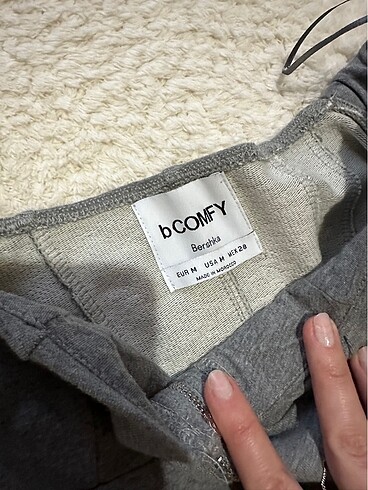 bCOMFY
Bershka
EUR M USA M MEX 28
MADE IN MOROCCO